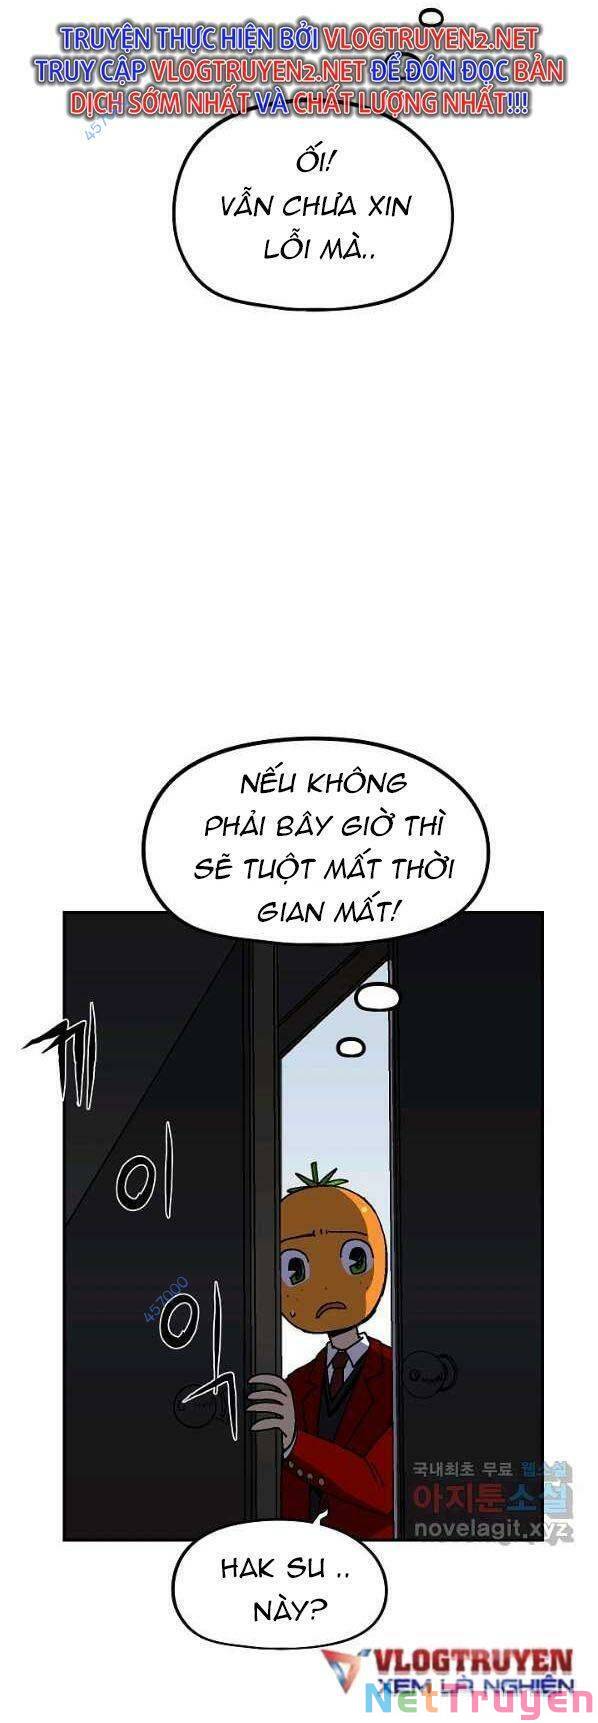 TRUYỆN THỰC HIỆN BỞI VLOGTRUYEN2.NET
TRUY CẬP VLOGTRUYEN2.NET ĐỂ ĐÓN ĐỌC BẢN
DỊCH SỚM NHẤT VÀ CHẤT LƯỢNG NHẤT!!!
ỐI!
VẪN CHƯA XIN
LỖI MÀ..
NẾU KHÔNG
PHẢI BÂY GIỜ THÌ
SẼ TUỘT MẤT THỜI
GIAN MẤT!
끼
이
이
457000
국내최초 무료 웹소설
아지툰소설
novelagit.xyz
HAK SU ..
NÀY?
VLOGTRUYEN
XEM LÀ NGHIỆN
NetTruyen